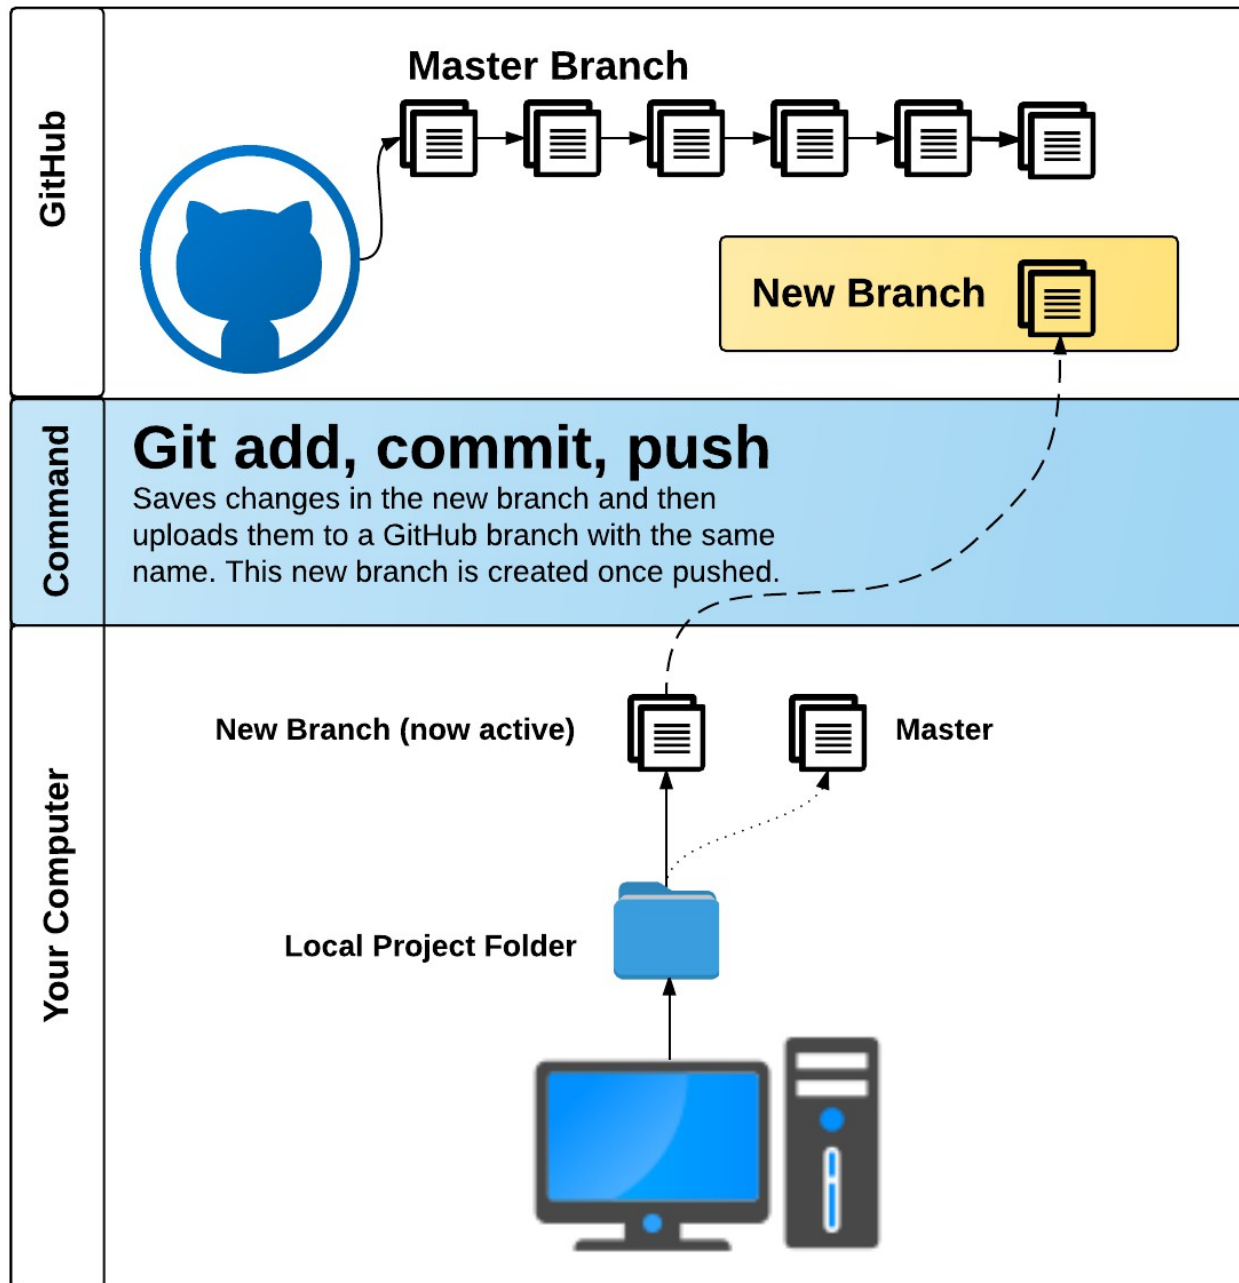 GitHub
Master Branch
New Branch
Command
Git add, commit, push
Saves changes in the new branch and then
uploads them to a GitHub branch with the same
name. This new branch is created once pushed.
Your Computer
New Branch (now active)
Master
Local Project Folder